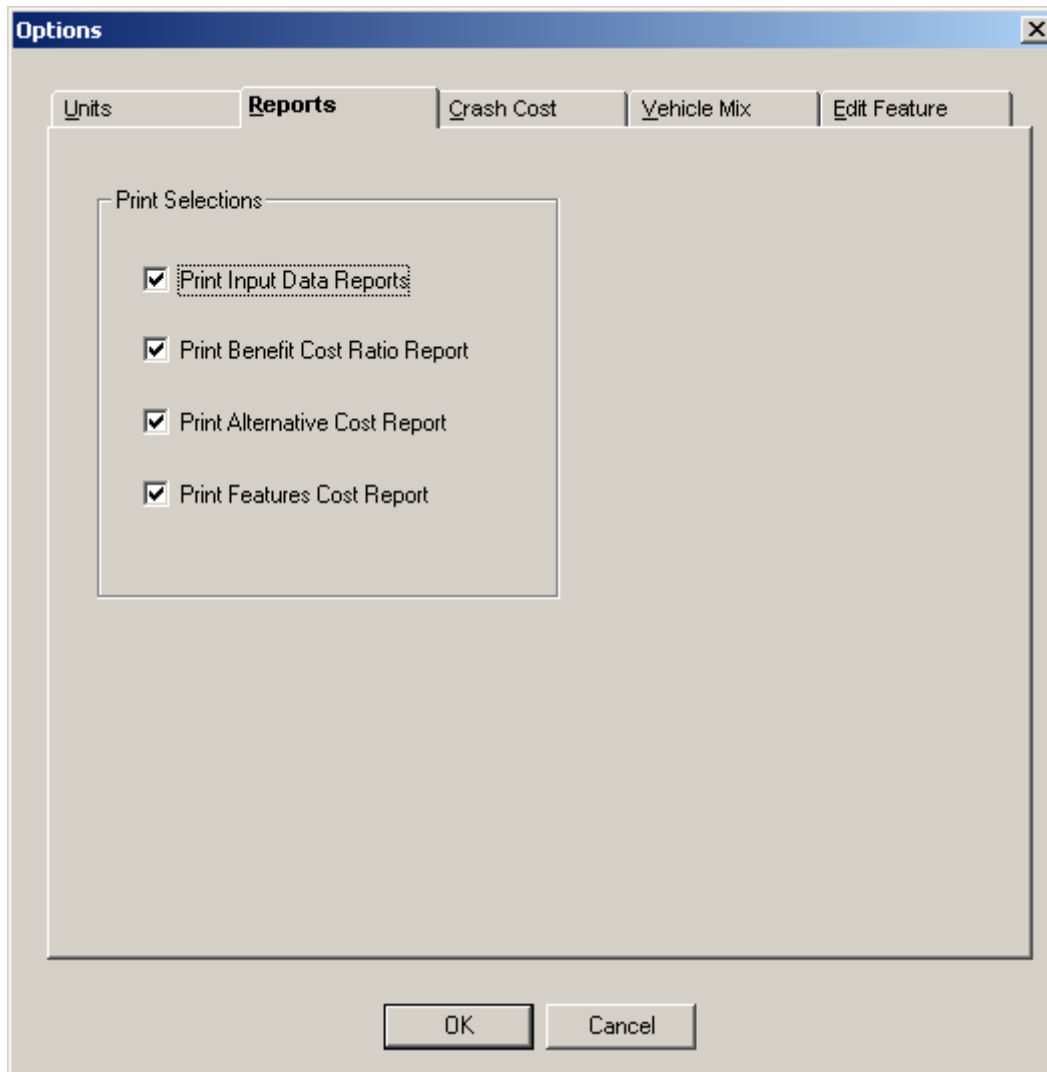 Options
Units Reports Crash Cost Vehicle Mix Edit Feature
Print Selections
Print Input Data Reports
Print Benefit Cost Ratio Report
Print Alternative Cost Report
Print Features Cost Report
OK Cancel